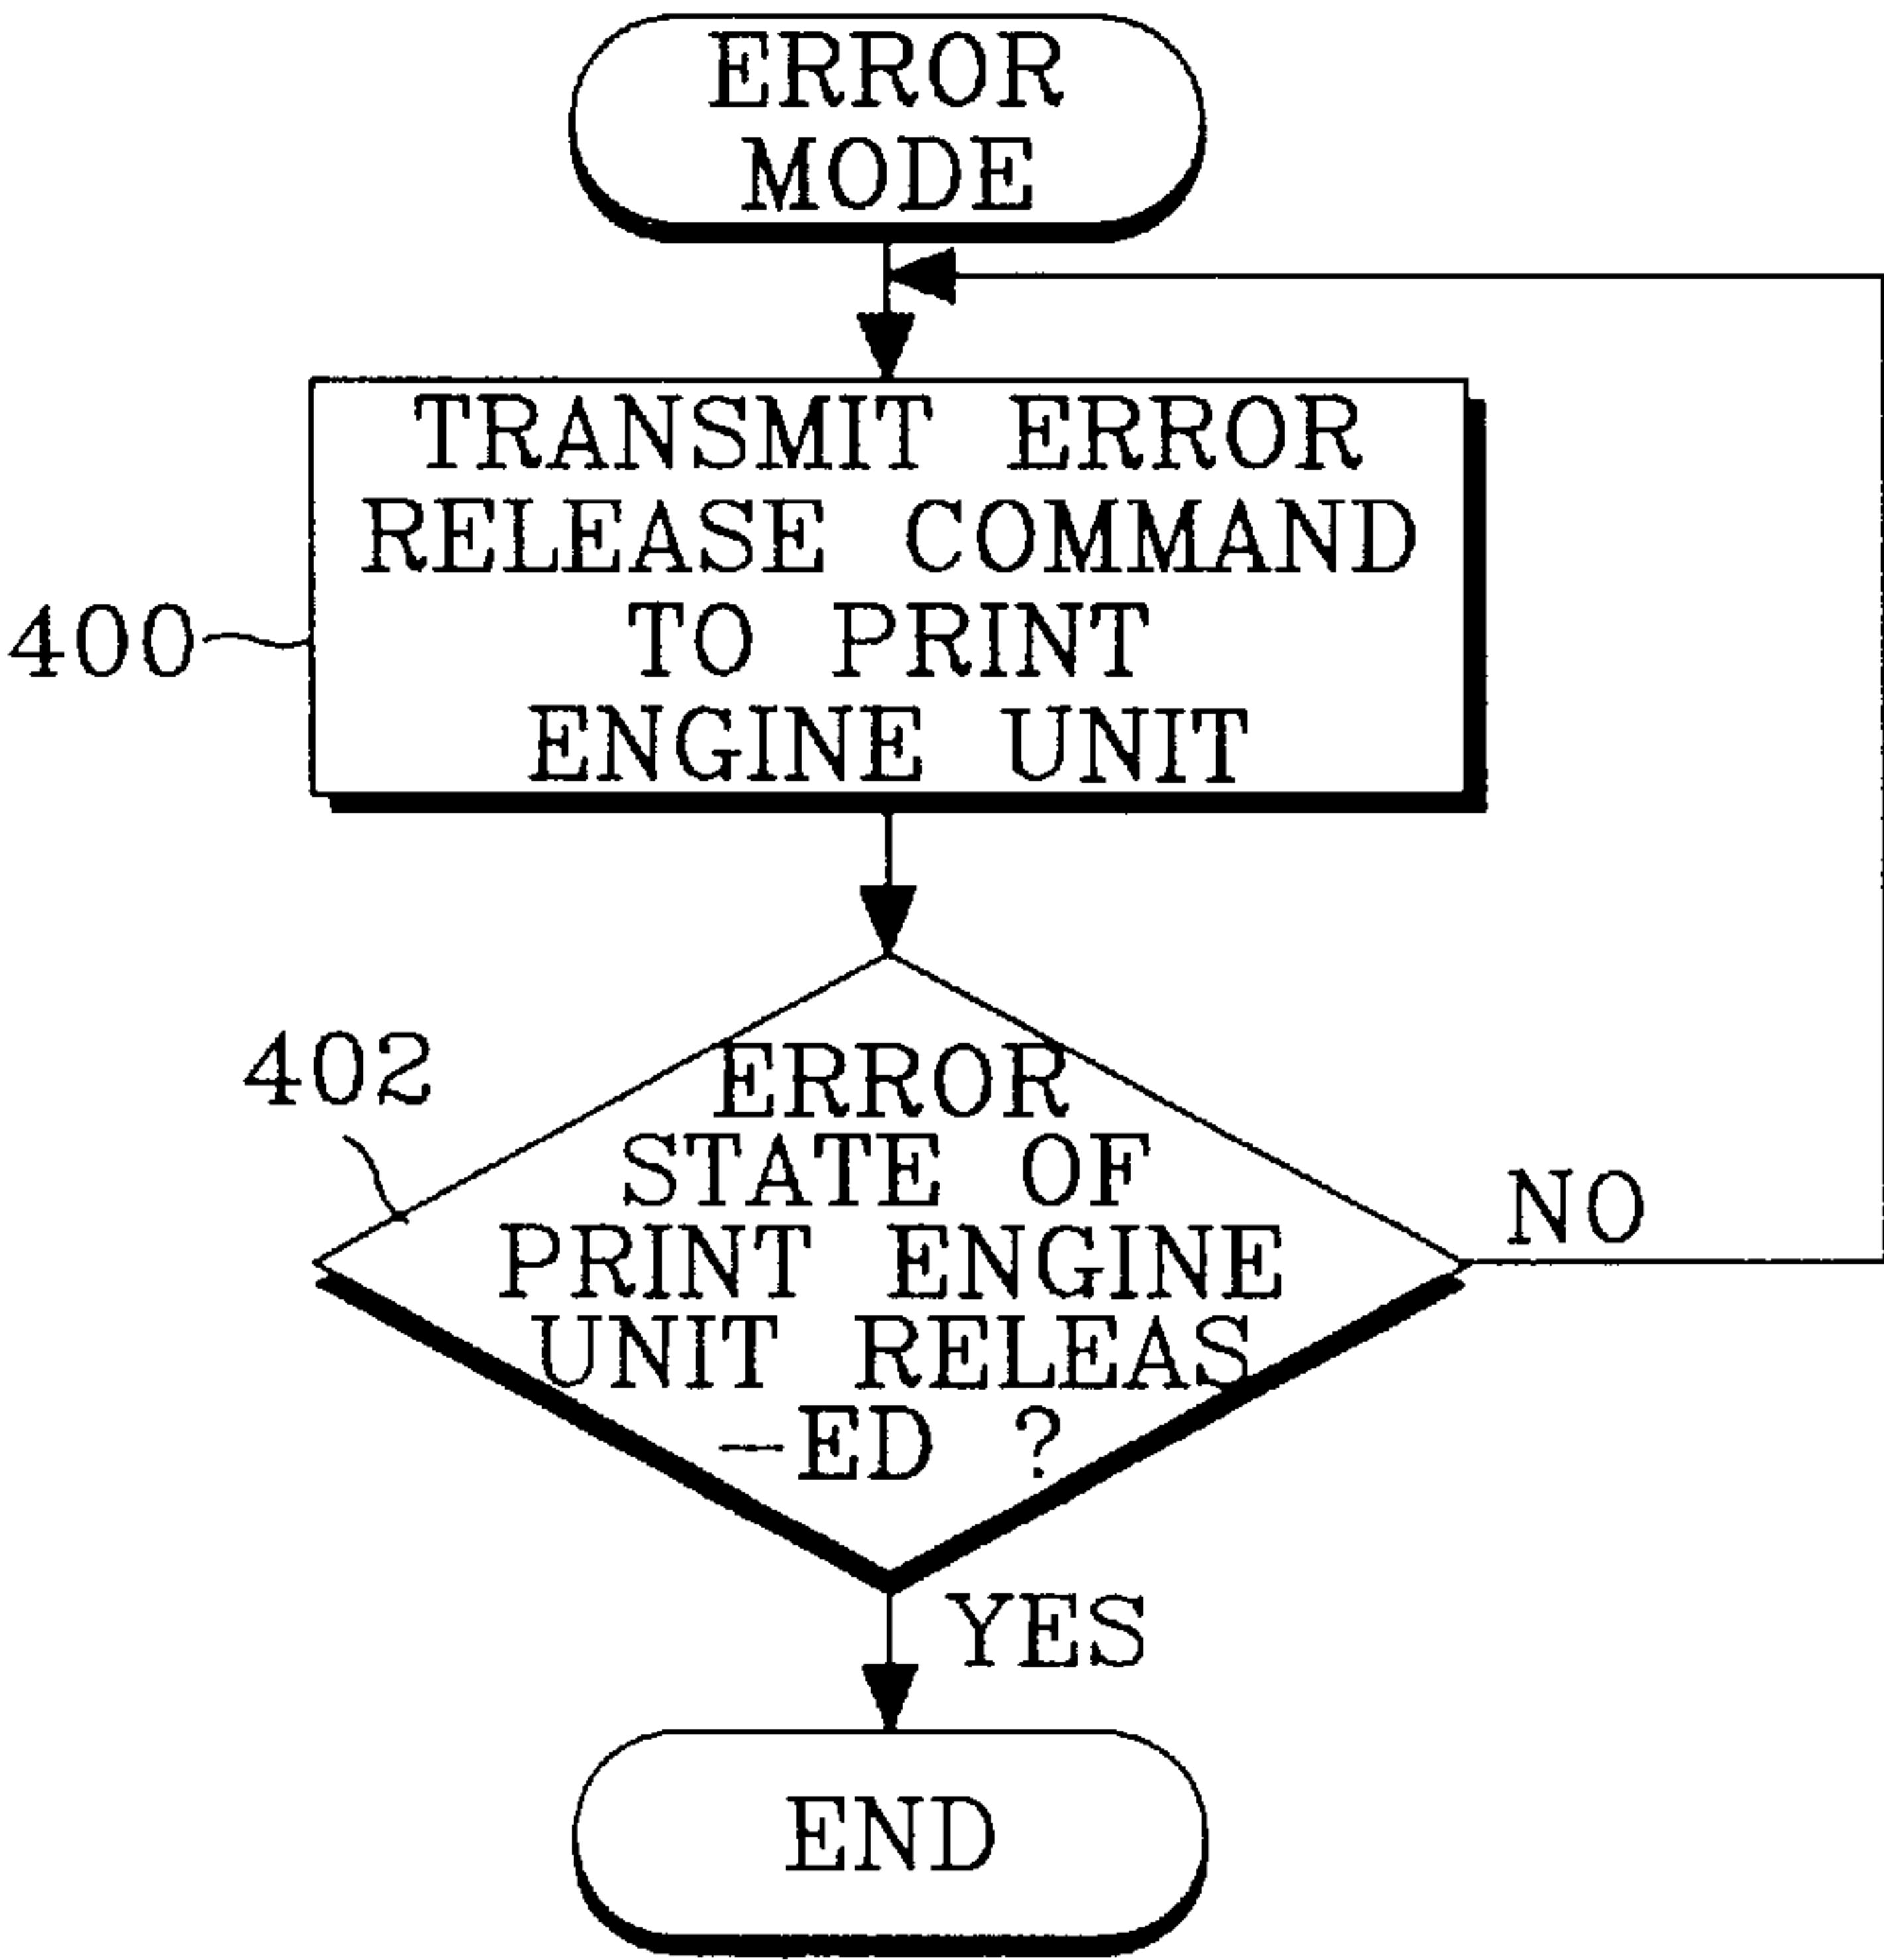 ERROR
MODE
TRANSMIT ERROR
RELEASE COMMAND
TO PRINT
ENGINE UNIT
400
402
ERROR
STATE OF
PRINT ENGINE
UNIT RELEAS
-ED ?
NO
YES
END